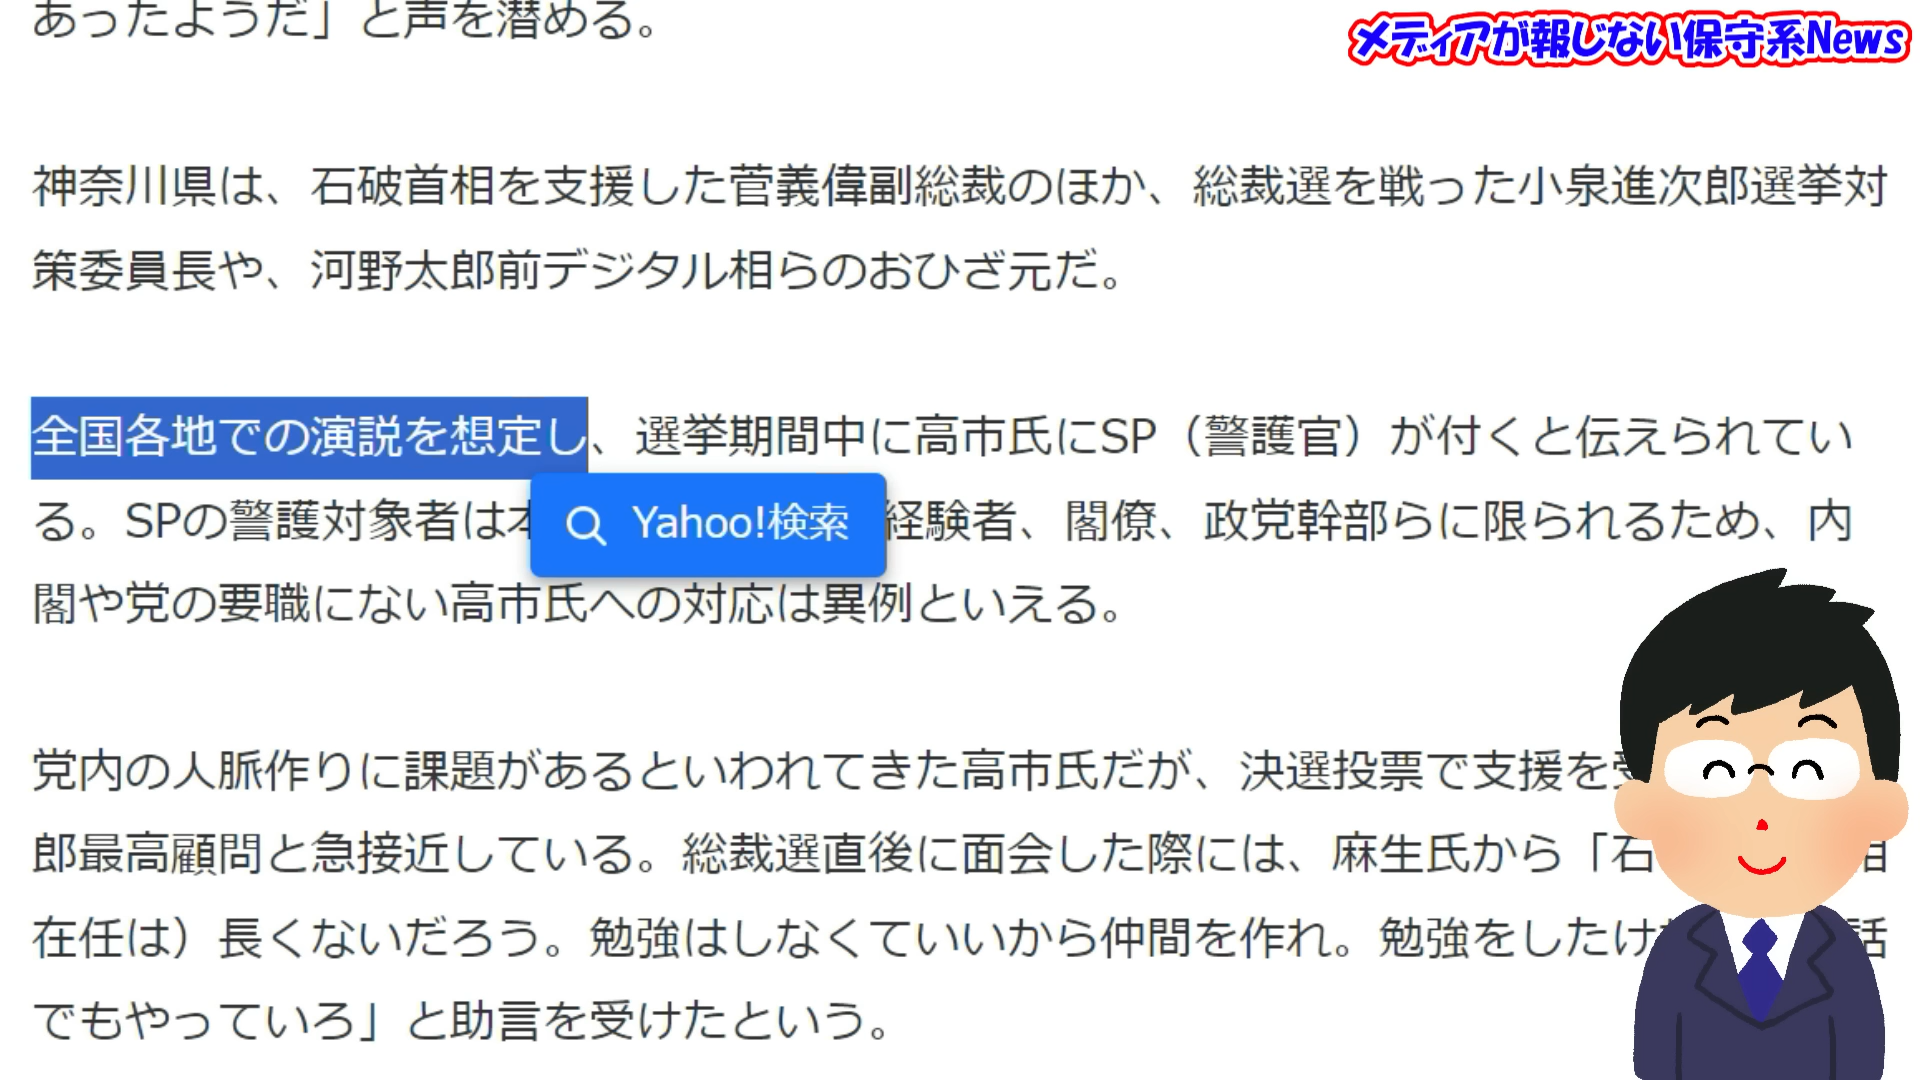 あったようだ」と声を潜める。
メディアが報じない保守系News
神奈川県は、石破首相を支援した菅義偉副総裁のほか、総裁選を戦った小泉進次郎選挙対
策委員長や、河野太郎前デジタル相らのおひざ元だ。
全国各地での演説を想定し、選挙期間中に高市氏にSP（警護官）が付くと伝えられてい
る。SPの警護対象者は
Yahoo!検索
経験者、閣僚、政党幹部らに限られるため、内
閣や党の要職にない高市氏への対応は異例といえる。
党内の人脈作りに課題があるといわれてきた高市氏だが、決選投票で支援を
郎最高顧問と急接近している。総裁選直後に面会した際には、麻生氏から「石
在任は）長くないだろう。勉強はしなくていいから仲間を作れ。勉強をしたけ
話
でもやっていろ」と助言を受けたという。